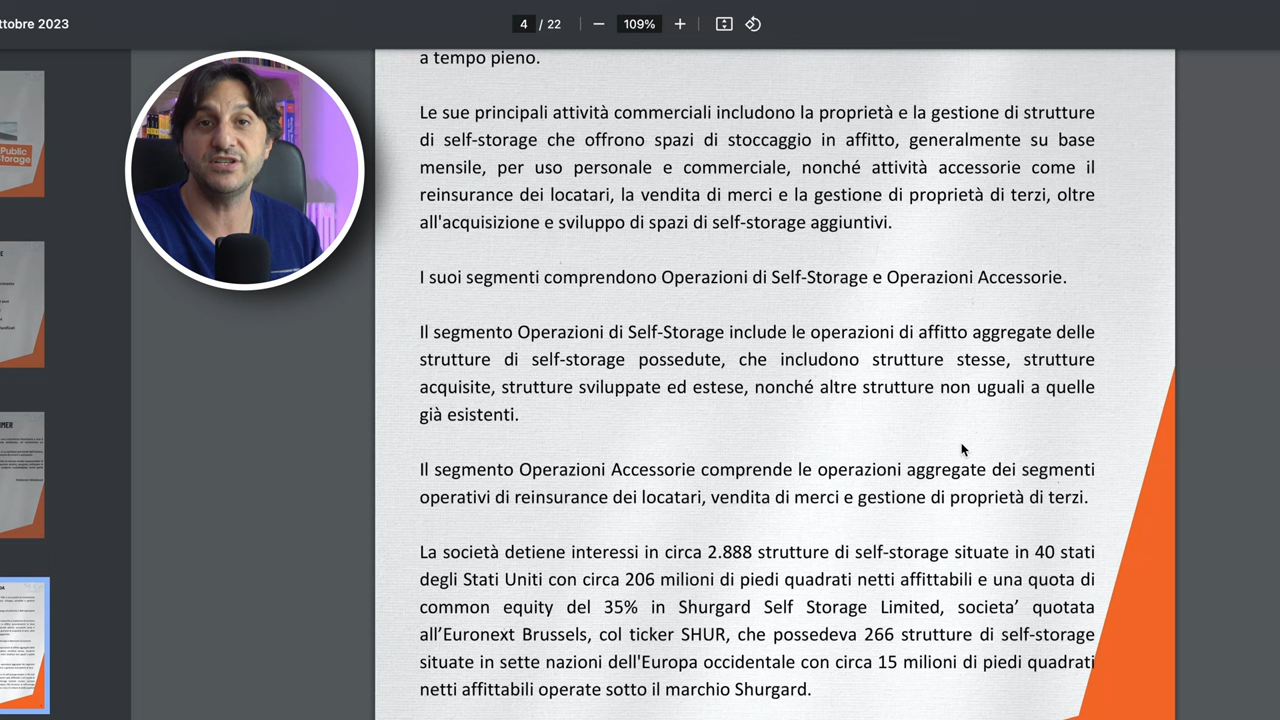 ttobre 2023
4 / 22
109%
a tempo pieno.
Le sue principali attività commerciali includono la proprietà e la gestione di strutture
di self-storage che offrono spazi di stoccaggio in affitto, generalmente su base
mensile, per uso personale e commerciale, nonché attività accessorie come il
reinsurance dei locatari, la vendita di merci e la gestione di proprietà di terzi, oltre
all'acquisizione e sviluppo di spazi di self-storage aggiuntivi.
I suoi segmenti comprendono Operazioni di Self-Storage e Operazioni Accessorie.
Il segmento Operazioni di Self-Storage include le operazioni di affitto aggregate delle
strutture di self-storage possedute, che includono strutture stesse, strutture
acquisite, strutture sviluppate ed estese, nonché altre strutture non uguali a quelle
già esistenti.
Il segmento Operazioni Accessorie comprende le operazioni aggregate dei segmenti
operativi di reinsurance dei locatari, vendita di merci e gestione di proprietà di terzi.
La società detiene interessi in circa 2.888 strutture di self-storage situate in 40 stati
degli Stati Uniti con circa 206 milioni di piedi quadrati netti affittabili e una quota di
common equity del 35% in Shurgard Self Storage Limited, societa’ quotata
all’Euronext Brussels, col ticker SHUR, che possedeva 266 strutture di self-storage
situate in sette nazioni dell'Europa occidentale con circa 15 milioni di piedi quadrati
netti affittabili operate sotto il marchio Shurgard.
Public
Storage